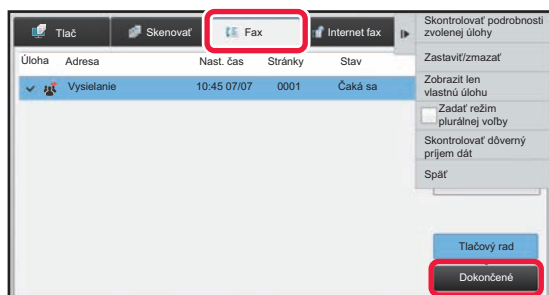 Tlač
Skenovať
Fax
Internet fax
Úloha Adresa Nast. čas Stránky Stav
Vysielanie 10:45 07/07 0001 Čaká sa
Skontrolovať podrobnosti
zvolenej úlohy
Zastaviť/zmazať
Zobrazit len
vlastnú úlohu
Zadať režim
plurálnej voľby
Skontrolovať dôverný
príjem dát
Späť
Tlačový rad
Dokončené